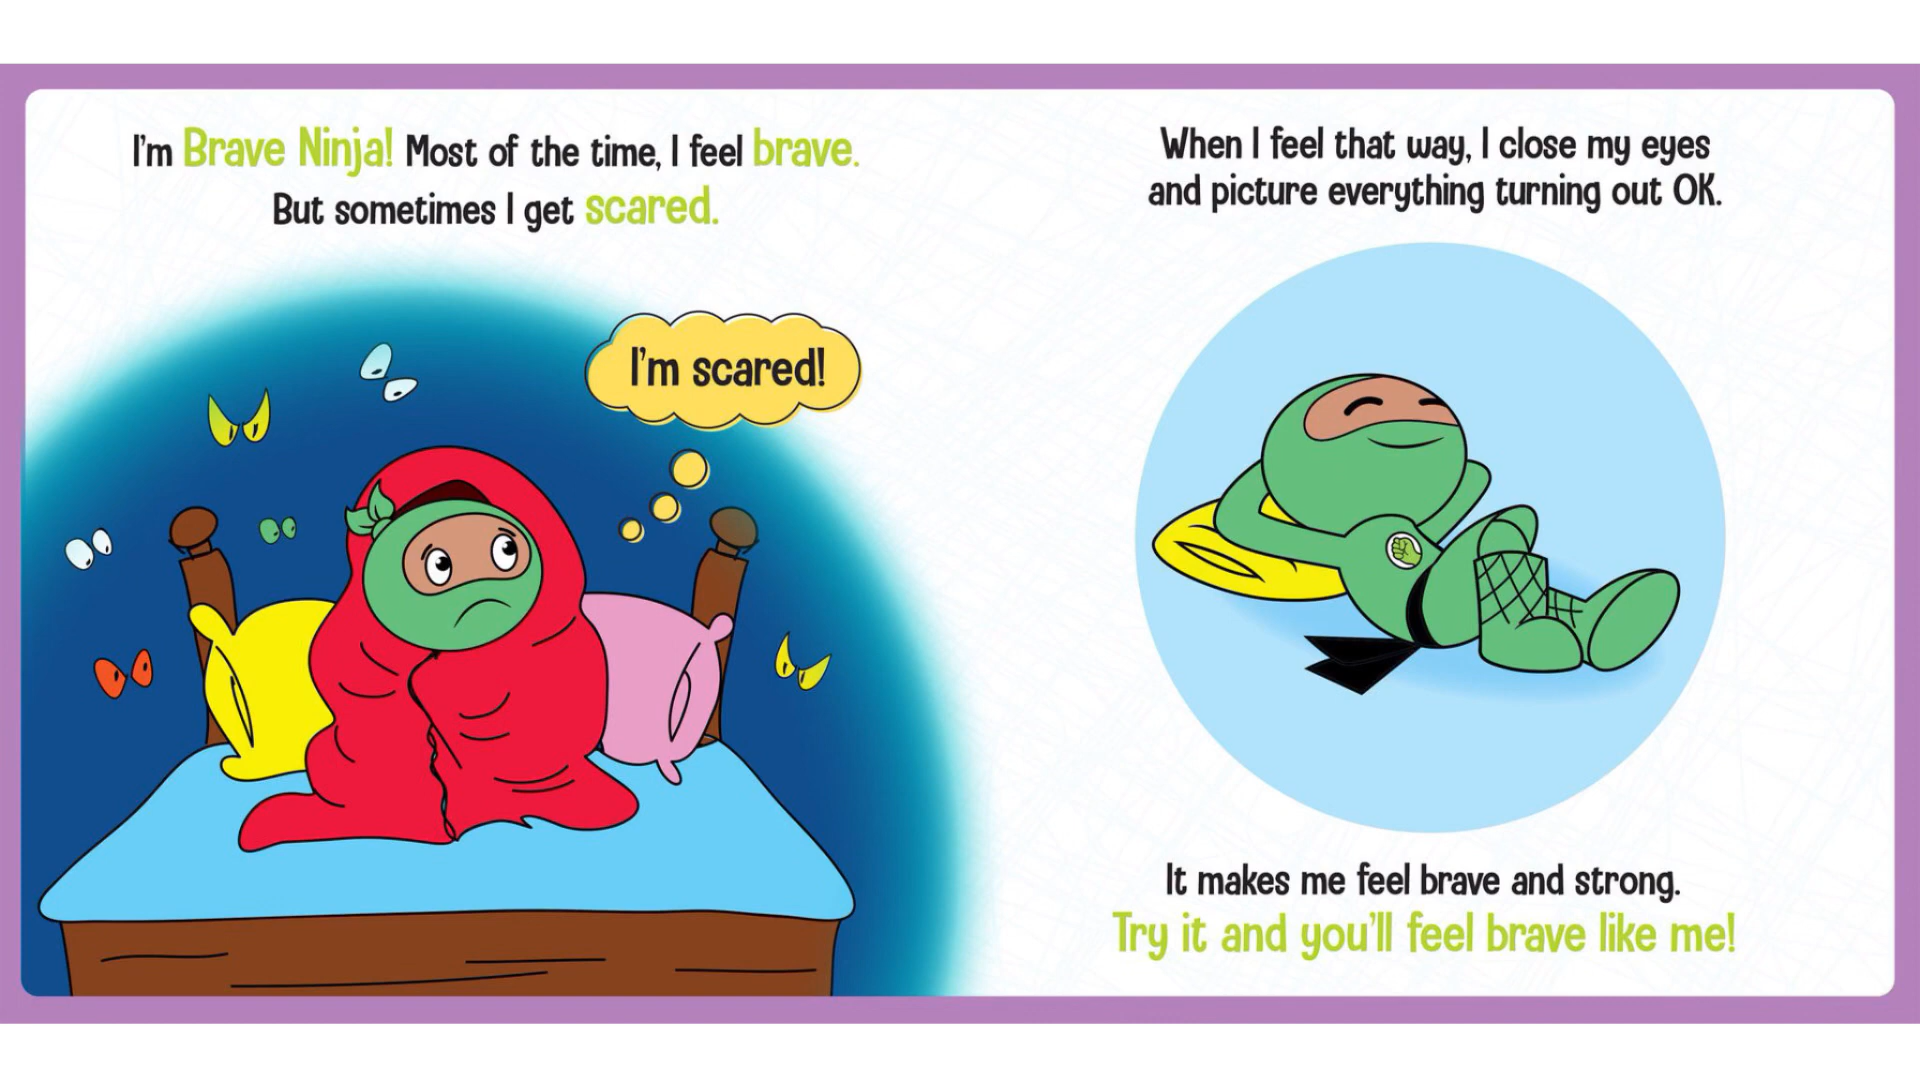 I'm Brave Ninja! Most of the time, I feel brave.
But sometimes I get scared.
I'm scared!
When I feel that way, I close my eyes
and picture everything turning out OK.
It makes me feel brave and strong.
Try it and you'll feel brave like me!